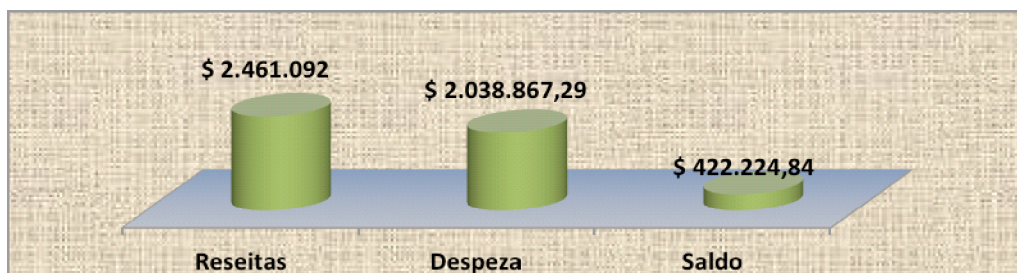 $ 2.461.092
$ 2.038.867,29
$ 422.224,84
Reseitas
Despeza
Saldo